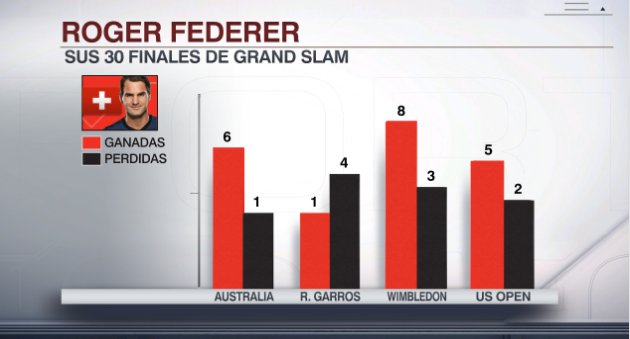 ROGER FEDERER
SUS 30 FINALES DE GRAND SLAM
GANADAS
PERDIDAS
6
1
1
4
8
3
5
2
AUSTRALIA
R. GARROS
WIMBLEDON
US OPEN